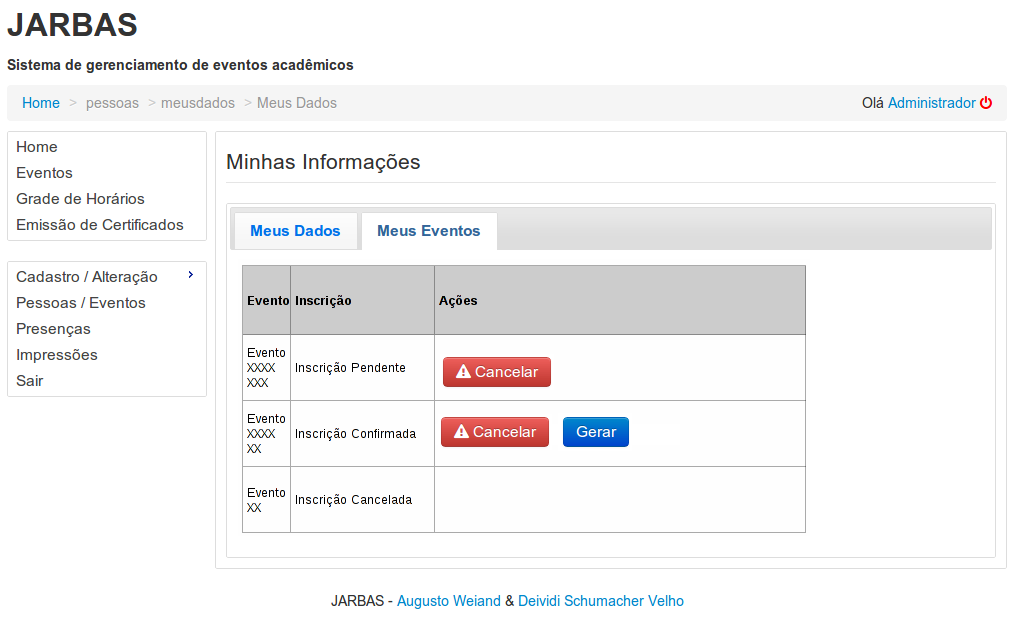 JARBAS
Sistema de gerenciamento de eventos acadêmicos
Home > pessoas > meusdados > Meus Dados
Olá Administrador
Home
Eventos
Grade de Horários
Emissão de Certificados
Cadastro / Alteração
Pessoas / Eventos
Presenças
Impressões
Sair
Minhas Informações
Meus Dados Meus Eventos
Evento Inscrição Ações
Evento
XXXX
XXX
Inscrição Pendente
Cancelar
Evento
XXXX
XX
Inscrição Confirmada
Cancelar Gerar
Evento
XX
Inscrição Cancelada
JARBAS - Augusto Weiand & Deividi Schumacher Velho